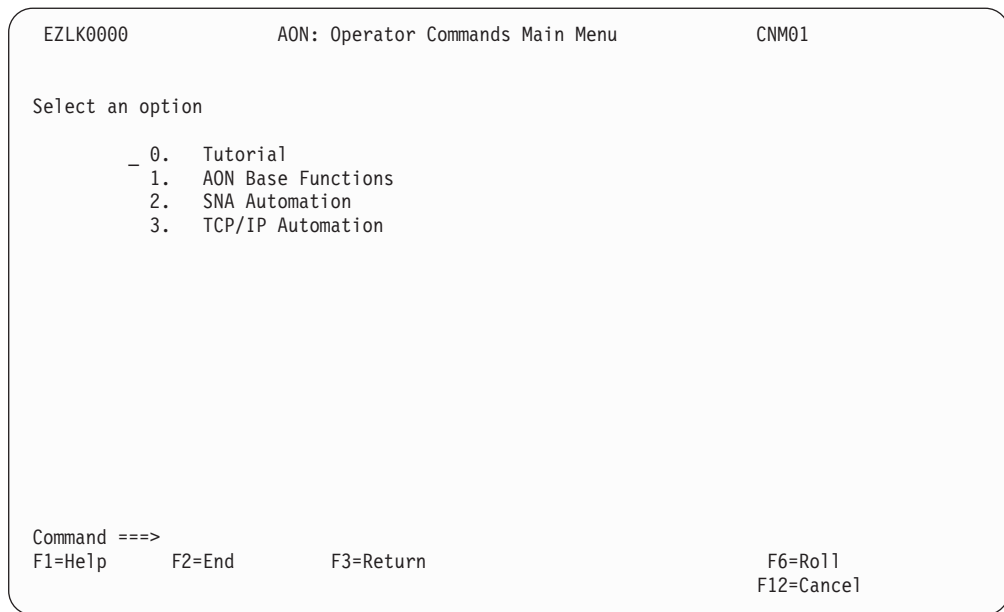 EZLK0000 AON: Operator Commands Main Menu CNM01
Select an option
_ 0. Tutorial
1. AON Base Functions
2. SNA Automation
3. TCP/IP Automation
Command ===>
F1=Help F2=End F3=Return F6=Roll
F12=Cancel